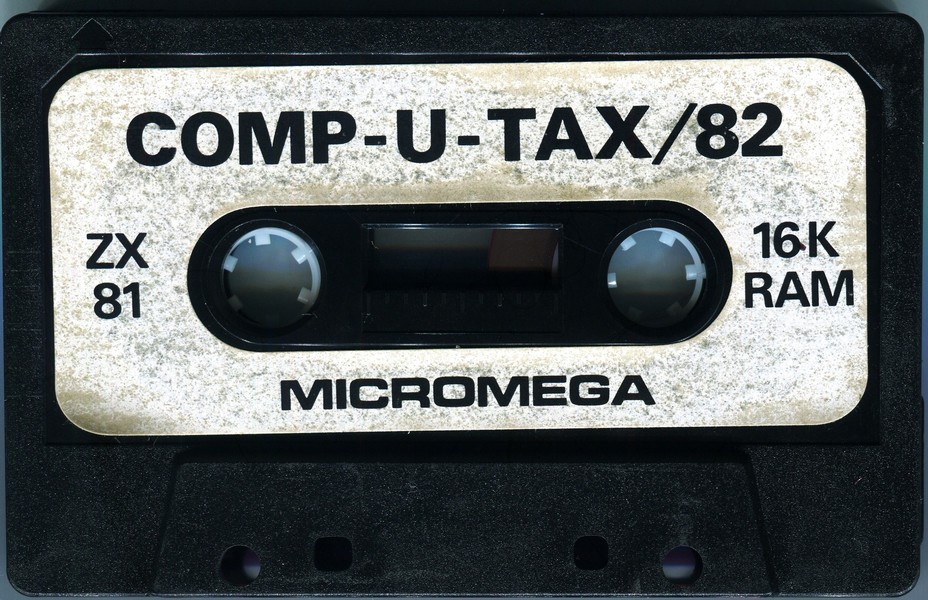 COMP-U-TAX/82
ZX
81
16K
RAM
MICROMEGA